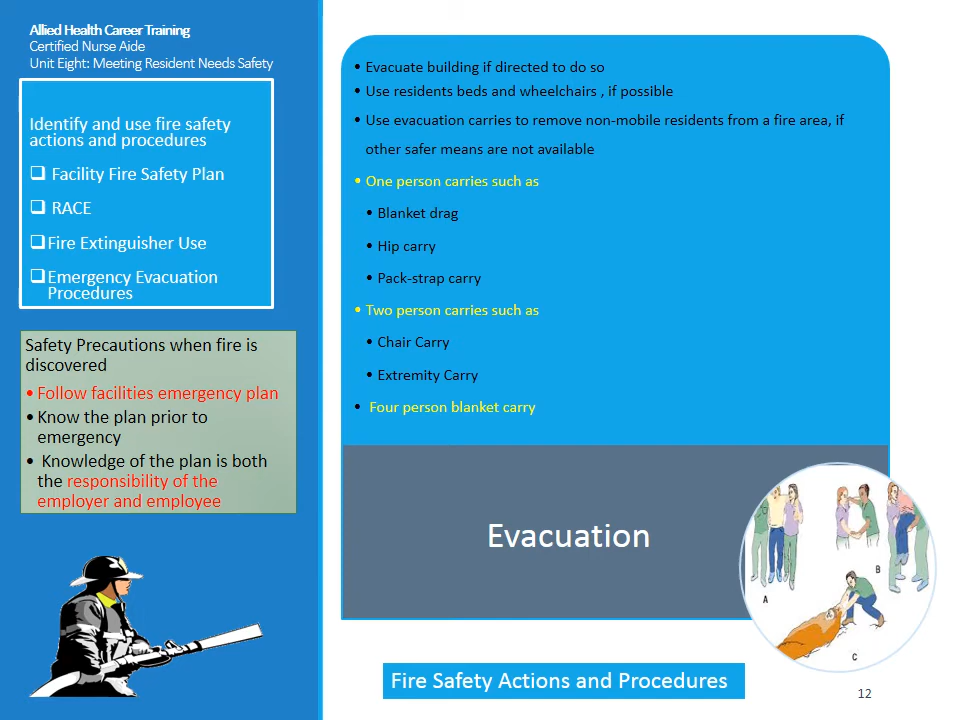 Allied Health Career Training
Certified Nurse Aide
Unit Eight: Meeting Resident Needs Safety
Identify and use fire safety
actions and procedures
❑ Facility Fire Safety Plan
❑ RACE
❑Fire Extinguisher Use
❑Emergency Evacuation
Procedures
Safety Precautions when fire is
discovered
•Follow facilities emergency plan
•Know the plan prior to
emergency
• Knowledge of the plan is both
the responsibility of the
employer and employee
• Evacuate building if directed to do so
• Use residents beds and wheelchairs , if possible
• Use evacuation carries to remove non-mobile residents from a fire area, if
other safer means are not available
• One person carries such as
• Blanket drag
• Hip carry
• Pack-strap carry
• Two person carries such as
• Chair Carry
• Extremity Carry
• Four person blanket carry
Evacuation
A
B
C
Fire Safety Actions and Procedures
12